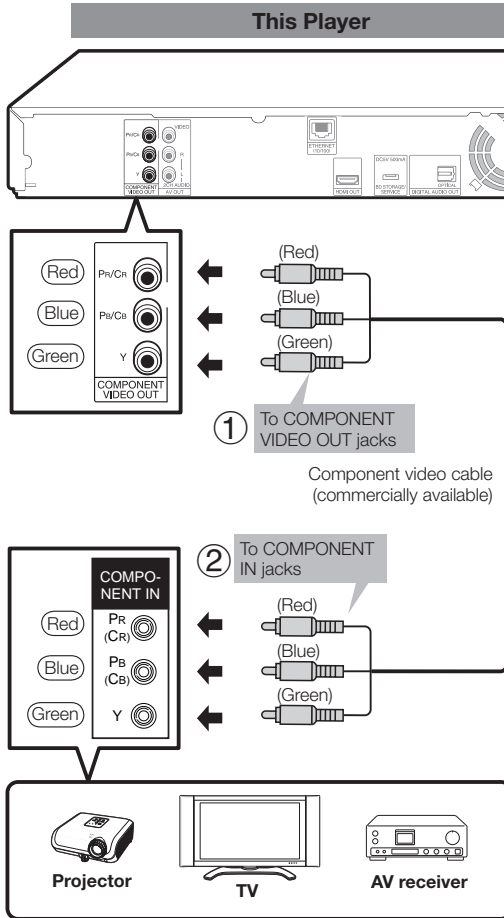 This Player
PR/CR
VIDEO
PB/CB
R
Y
L
COMPONENT
VIDEO OUT
2CH AUDIO
AV OUT
ETHERNET
(10/100)
HDMI OUT
DC5V 500mA
BD STORAGE/
SERVICE
OPTICAL
DIGITAL AUDIO OUT
Red
PR/CR
(Red)
Blue
PB/CB
(Blue)
Green
Y
(Green)
COMPONENT
VIDEO OUT
1
To COMPONENT
VIDEO OUT jacks
Component video cable
(commercially available)
2
To COMPONENT
IN jacks
COMPO-
NENT IN
Red
PR
(CR)
(Red)
Blue
PB
(CB)
(Blue)
Green
Y
(Green)
Projector
TV
AV receiver